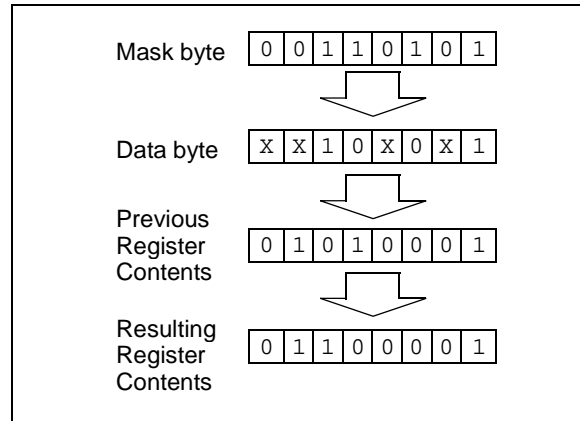 Mask byte 0 0 1 1 0 1 0 1
Data byte X X 1 0 X 0 X 1
Previous
Register 0 1 0 1 0 0 0 1
Contents
Resulting
Register 0 1 1 0 0 0 0 1
Contents